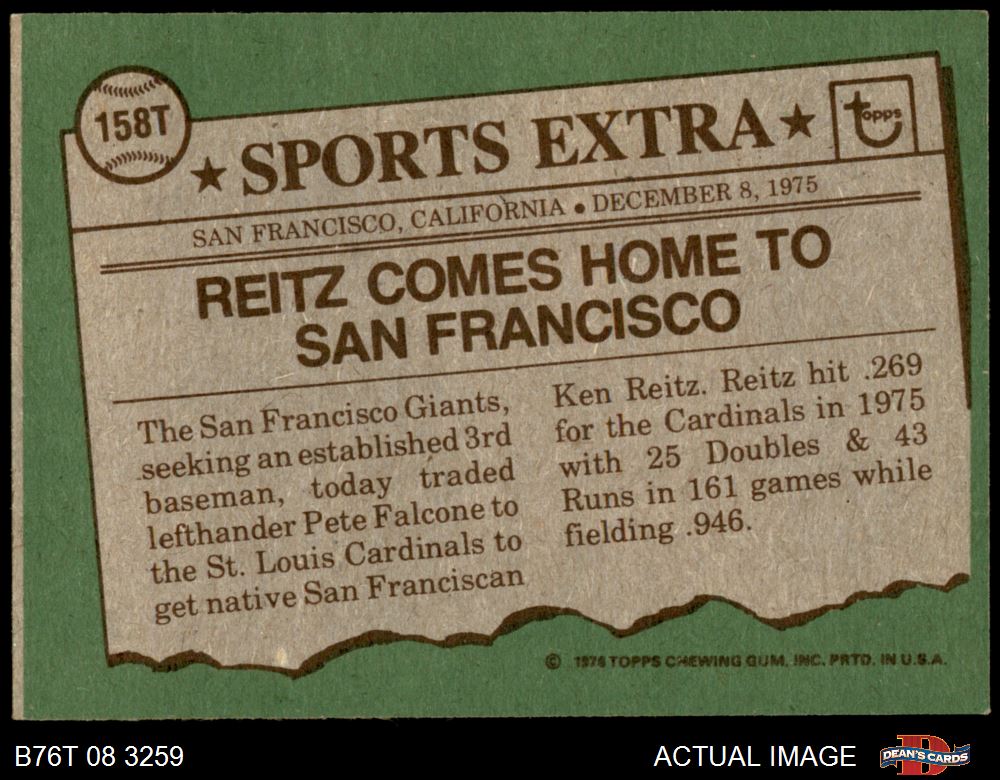 158T
★ SPORTS EXTRA ★
topps
SAN FRANCISCO, CALIFORNIA • DECEMBER 8, 1975
REITZ COMES HOME TO
SAN FRANCISCO
The San Francisco Giants,
seeking an established 3rd
baseman, today traded
lefthander Pete Falcone to
the St. Louis Cardinals to
get native San Franciscan
Ken Reitz. Reitz hit .269
for the Cardinals in 1975
with 25 Doubles & 43
Runs in 161 games while
fielding .946.
© 1976 TOPPS CHEWING GUM, INC. PRTD. IN U.S.A.
B76T 08 3259
ACTUAL IMAGE
D
DEAN'S CARDS